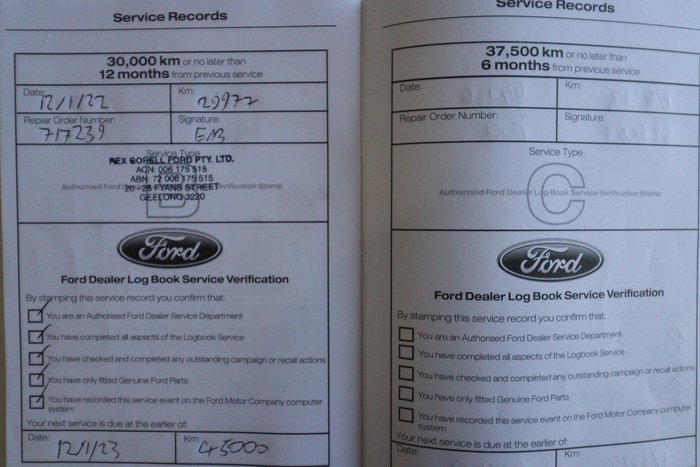 Service Records
30,000 km or no later than
12 months from previous service
Date: 12/1/22
Km: 29977
Repair Order Number: 717239
Signature: EMB
Service Type
B
REX GORELL FORD PTY. LTD.
ACN: 006 175 515
ABN: 72 006 175 515
Authorised Ford Dealer Log Book Service Verification Stamp
20 - 28 FYANS STREET
GEELONG 3220
Ford
Ford Dealer Log Book Service Verification
By stamping this service record you confirm that:
You are an Authorised Ford Dealer Service Department
You have completed all aspects of the Logbook Service
You have checked and completed any outstanding campaign or recall actions
You have only fitted Genuine Ford Parts
You have recorded this service event on the Ford Motor Company computer
system
Your next service is due at the earlier of:
Date: 12/1/23
Km: 45000
Service Records
37,500 km or no later than
6 months from previous service
Date:
Km:
Repair Order Number:
Signature:
Service Type
C
Authorised Ford Dealer Log Book Service Verification Stamp
Ford
Ford Dealer Log Book Service Verification
By stamping this service record you confirm that:
You are an Authorised Ford Dealer Service Department
You have completed all aspects of the Logbook Service
You have checked and completed any outstanding campaign or recall actions
You have only fitted Genuine Ford Parts
You have recorded this service event on the Ford Motor Company computer
system
Your next service is due at the earlier of:
Date:
Km: